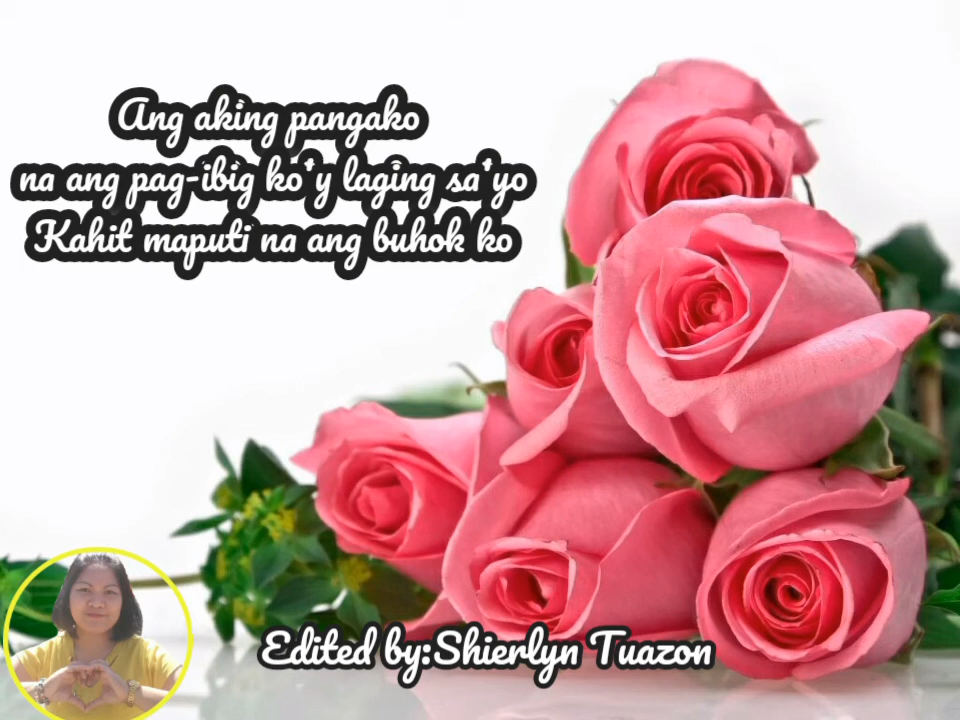 Ang aking pangako
na ang pag-ibig ko'y laging sa'yo
Kahit maputi na ang buhok ko
Edited by:Shierlyn Tuazon